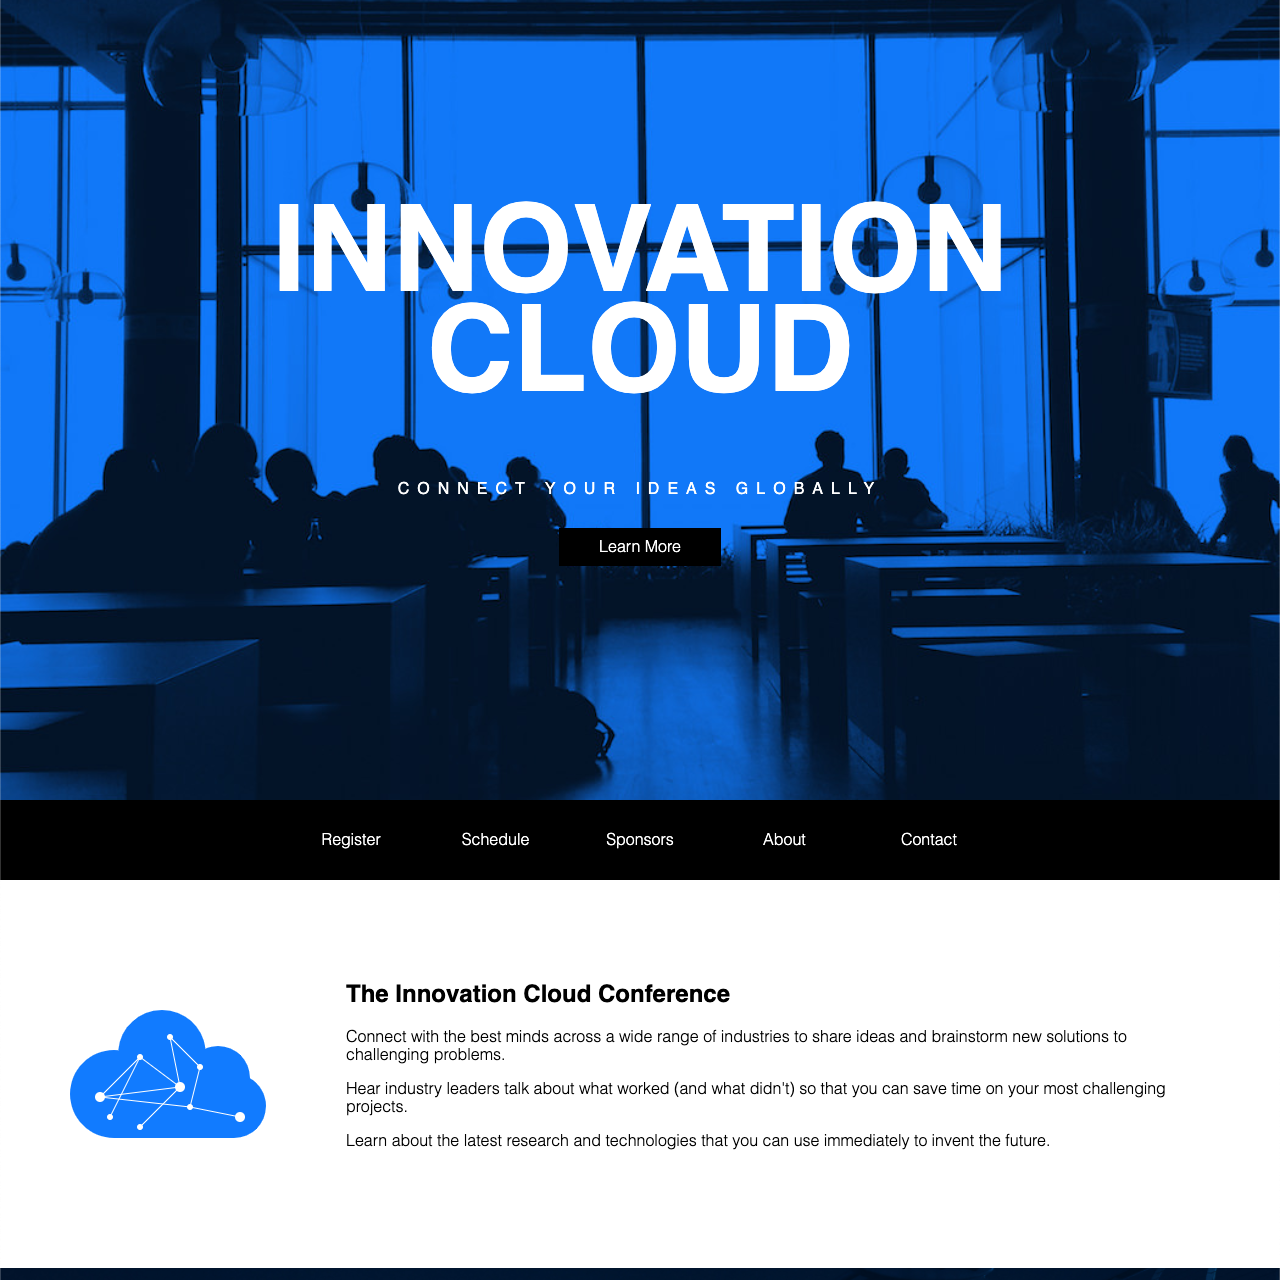 INNOVATION
CLOUD
CONNECT YOUR IDEAS GLOBALLY
Learn More
Register Schedule Sponsors About Contact
The Innovation Cloud Conference
Connect with the best minds across a wide range of industries to share ideas and brainstorm new solutions to
challenging problems.
Hear industry leaders talk about what worked (and what didn't) so that you can save time on your most challenging
projects.
Learn about the latest research and technologies that you can use immediately to invent the future.